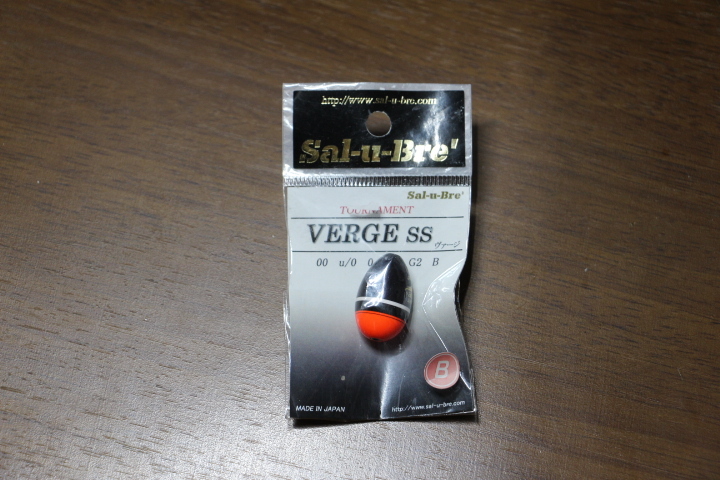 http://www.sal-u-bre.com
Sal-u-Bre'
Sal-u-Bre'
TOURNAMENT
VERGE SS
ヴァージ
00 u/0 0 G2 B
B
MADE IN JAPAN
http://www.sal-u-bre.com